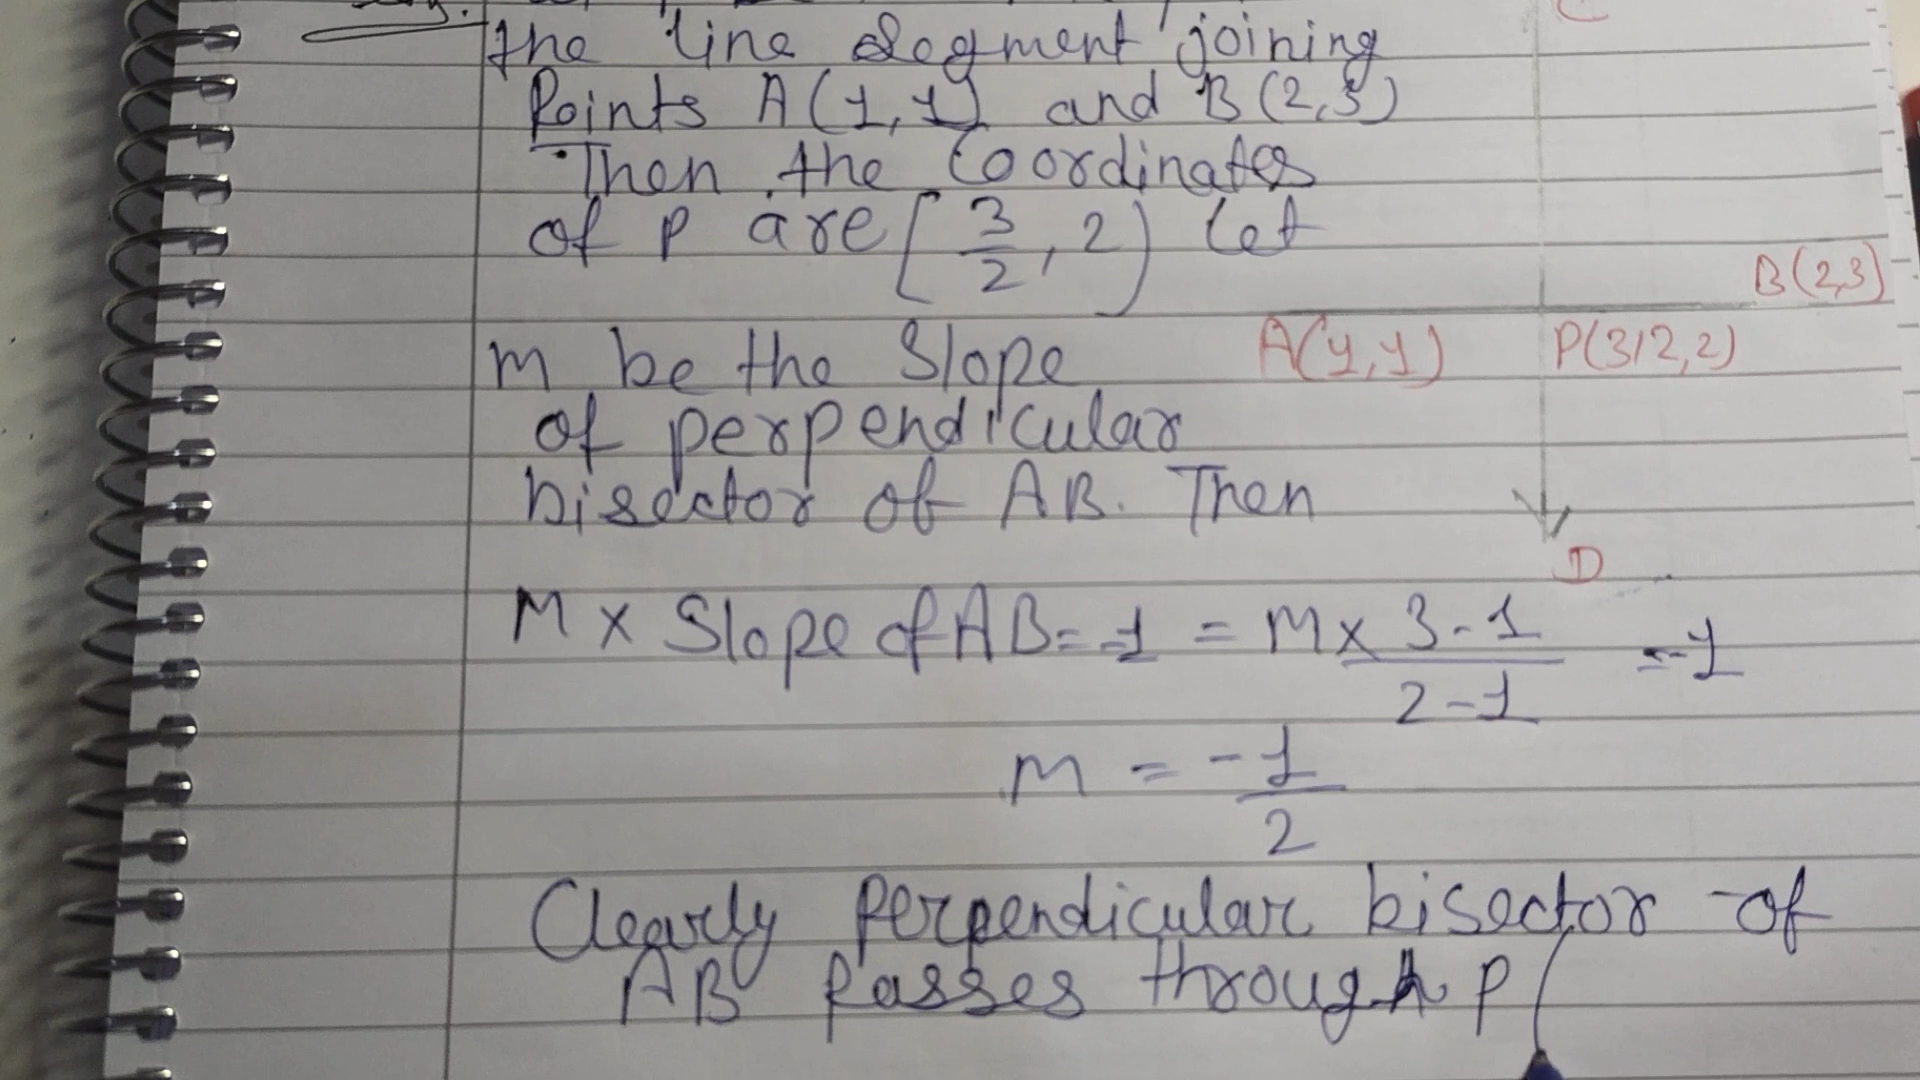 the line segment joining
Points A(1,1) and B(2,3)
Then the Coordinates
of P are [3/2, 2) Let
B(2,3)
m be the Slope A(1,1) P(3/2,2)
of perpendicular
bisector of AB. Then
D
M x Slope of AB = -1 = M x 3-1/2-1 = -1
m = -1/2
Clearly perpendicular bisector of
AB Passes through P(